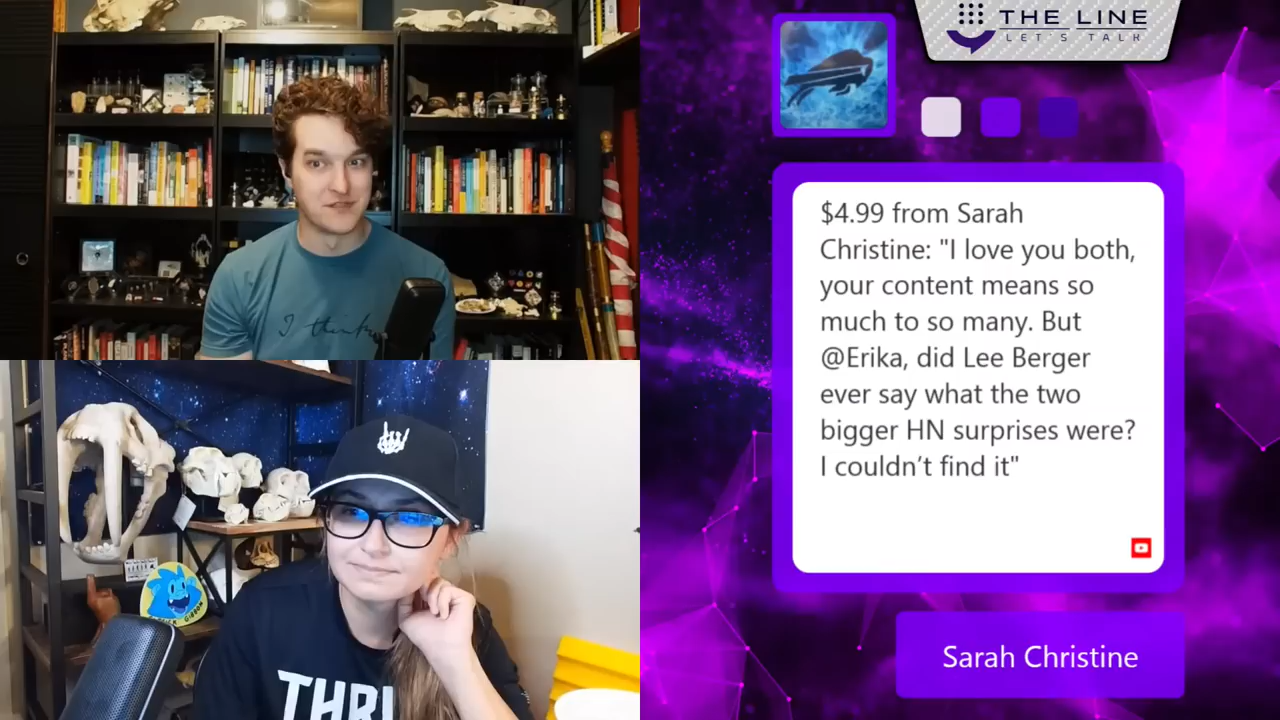 THE LINE
LET'S TALK
$4.99 from Sarah
Christine: "I love you both,
your content means so
much to so many. But
@Erika, did Lee Berger
ever say what the two
bigger HN surprises were?
I couldn't find it"
Sarah Christine
I think
THRI